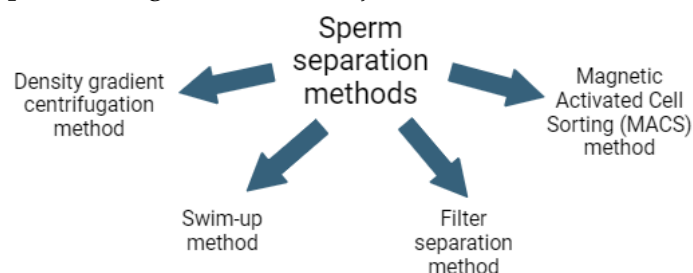 Sperm
separation
methods
Density gradient
centrifugation
method
Magnetic
Activated Cell
Sorting (MACS)
method
Swim-up
method
Filter
separation
method